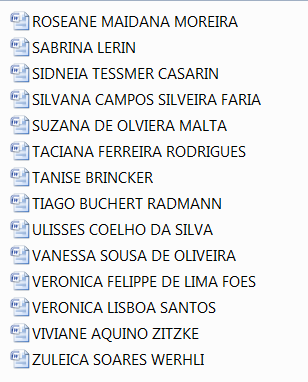 ROSEANE MAIDANA MOREIRA
SABRINA LERIN
SIDNEIA TESSMER CASARIN
SILVANA CAMPOS SILVEIRA FARIA
SUZANA DE OLVIERA MALTA
TACIANA FERREIRA RODRIGUES
TANISE BRINCKER
TIAGO BUCHERT RADMANN
ULISSES COELHO DA SILVA
VANESSA SOUSA DE OLIVEIRA
VERONICA FELIPPE DE LIMA FOES
VERONICA LISBOA SANTOS
VIVIANE AQUINO ZITZKE
ZULEICA SOARES WERHLI